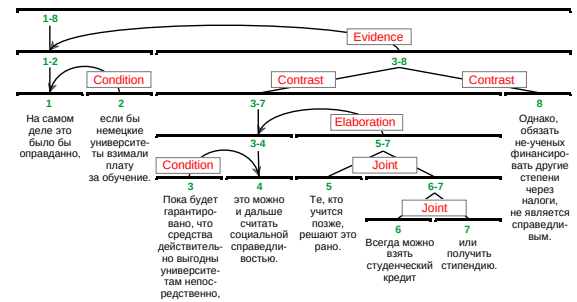 1-8
Evidence
1-2
3-8
Condition
Contrast
Contrast
1
2
3-7
8
На самом
деле это
было бы
оправданно,
если бы
немецкие
университе-
ты взимали
плату
за обучение.
Elaboration
3-4
5-7
Condition
Joint
3
4
5
6-7
Пока будет
гарантиро-
вано, что
средства
действитель-
но выгодны
университе-
там непос-
редственно,
это можно
и дальше
считать
социальной
справедли-
востью.
Те, кто
учится
позже,
решают это
рано.
Joint
6
7
Всегда можно
взять
студенческий
кредит
или
получить
стипендию.
Однако,
обязать
не-ученых
финансиро-
вать другие
степени
через
налоги,
не является
справедли-
вым.